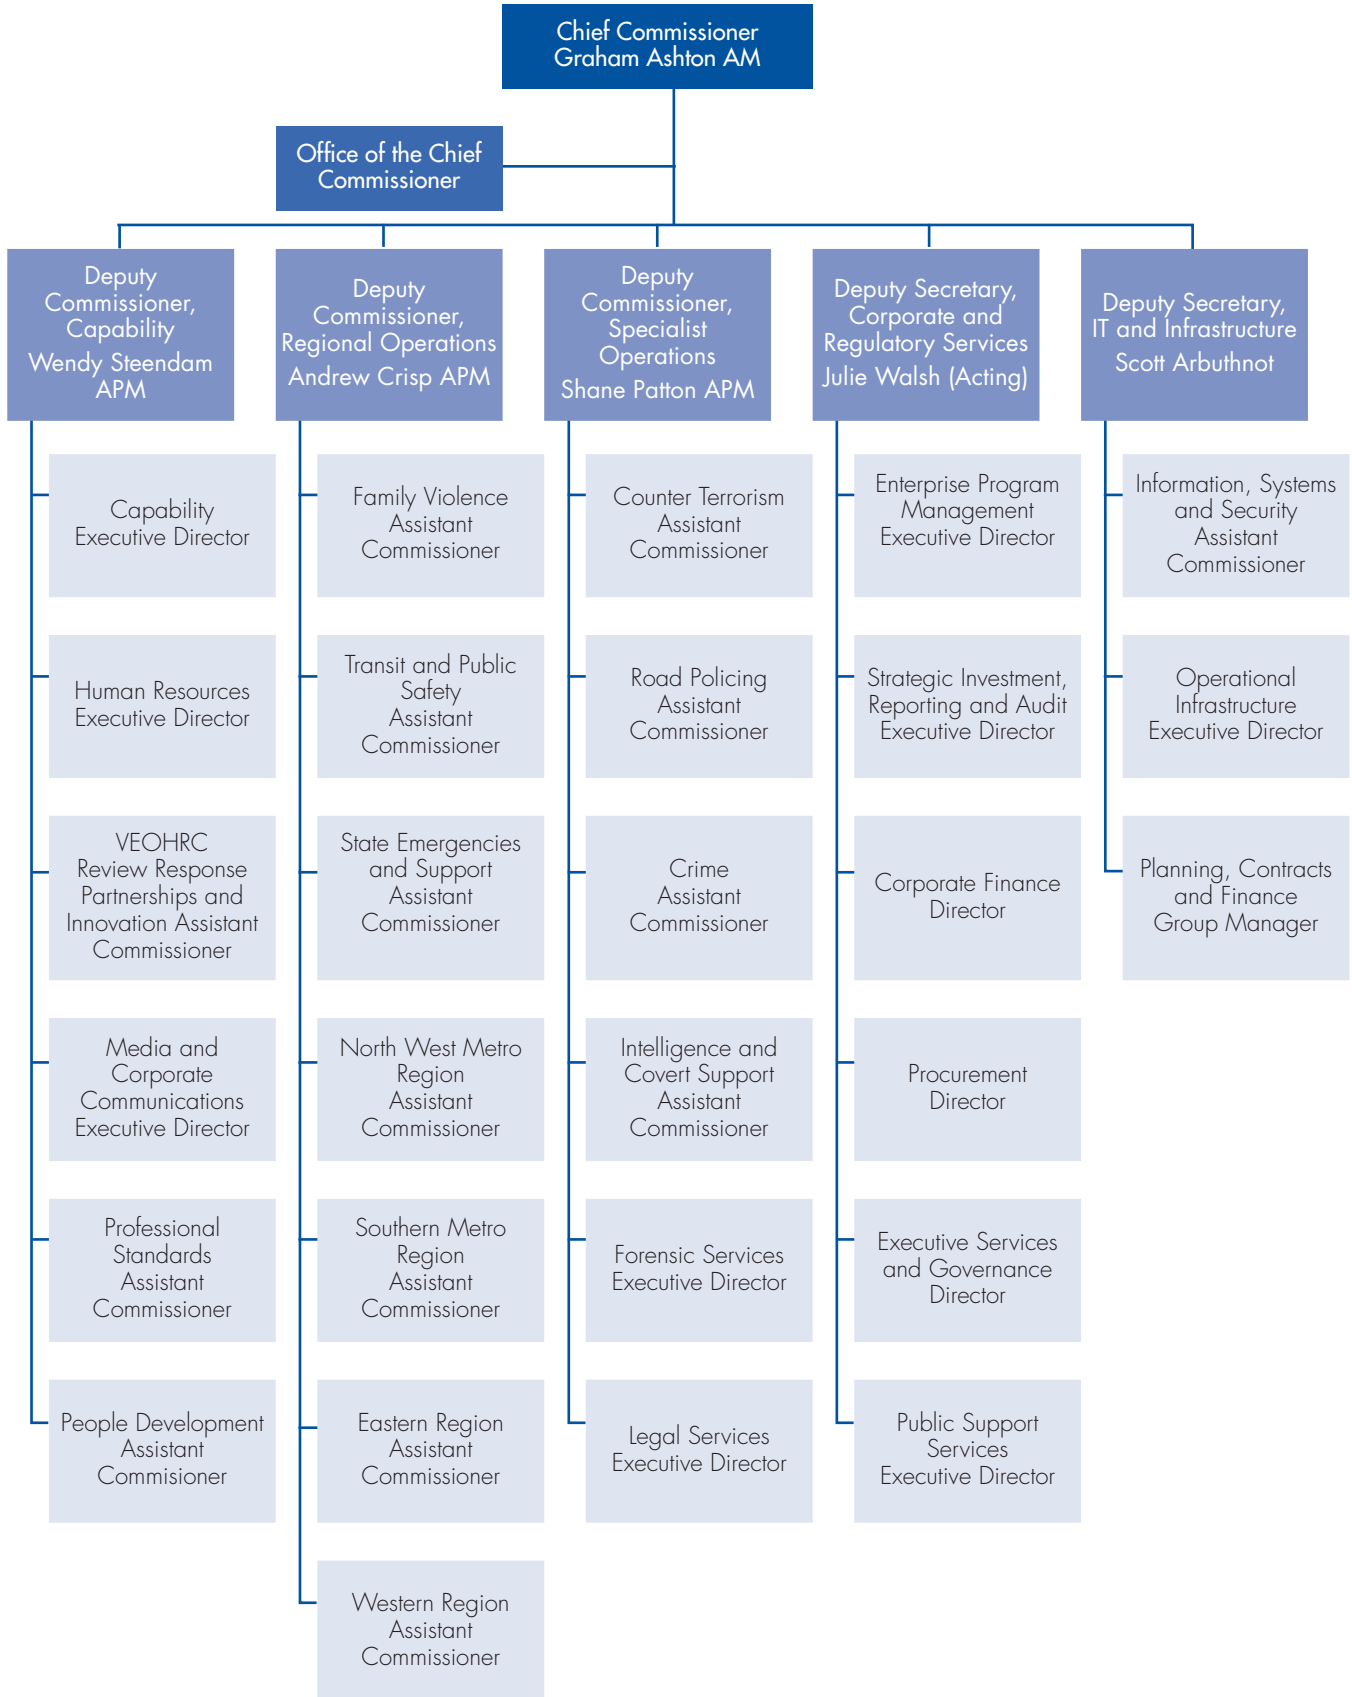 Chief Commissioner
Graham Ashton AM
Office of the Chief
Commissioner
Deputy
Commissioner,
Capability
Wendy Steendam
APM
Deputy
Commissioner,
Regional Operations
Andrew Crisp APM
Deputy
Commissioner,
Specialist
Operations
Shane Patton APM
Deputy Secretary,
Corporate and
Regulatory Services
Julie Walsh (Acting)
Deputy Secretary,
IT and Infrastructure
Scott Arbuthnot
Capability
Executive Director
Human Resources
Executive Director
VEOHRC
Review Response
Partnerships and
Innovation Assistant
Commissioner
Media and
Corporate
Communications
Executive Director
Professional
Standards
Assistant
Commissioner
People Development
Assistant
Commisioner
Family Violence
Assistant
Commissioner
Transit and Public
Safety
Assistant
Commissioner
State Emergencies
and Support
Assistant
Commissioner
North West Metro
Region
Assistant
Commissioner
Southern Metro
Region
Assistant
Commissioner
Eastern Region
Assistant
Commissioner
Western Region
Assistant
Commissioner
Counter Terrorism
Assistant
Commissioner
Road Policing
Assistant
Commissioner
Crime
Assistant
Commissioner
Intelligence and
Covert Support
Assistant
Commissioner
Forensic Services
Executive Director
Legal Services
Executive Director
Enterprise Program
Management
Executive Director
Strategic Investment,
Reporting and Audit
Executive Director
Corporate Finance
Director
Procurement
Director
Executive Services
and Governance
Director
Public Support
Services
Executive Director
Information, Systems
and Security
Assistant
Commissioner
Operational
Infrastructure
Executive Director
Planning, Contracts
and Finance
Group Manager